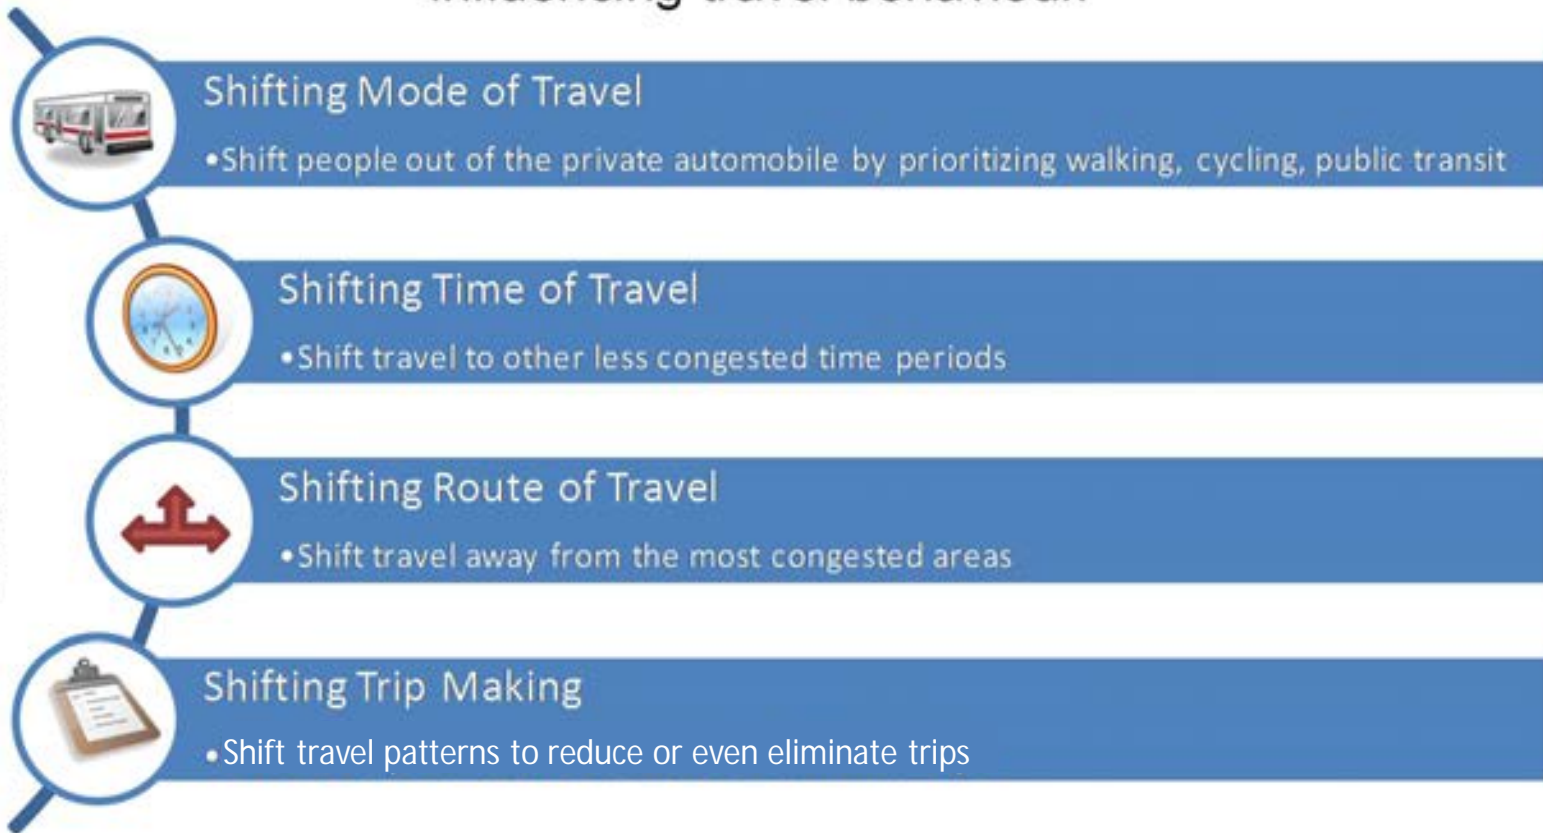 Shifting Mode of Travel
•Shift people out of the private automobile by prioritizing walking, cycling, public transit
Shifting Time of Travel
•Shift travel to other less congested time periods
Shifting Route of Travel
•Shift travel away from the most congested areas
Shifting Trip Making
•Shift travel patterns to reduce or even eliminate trips